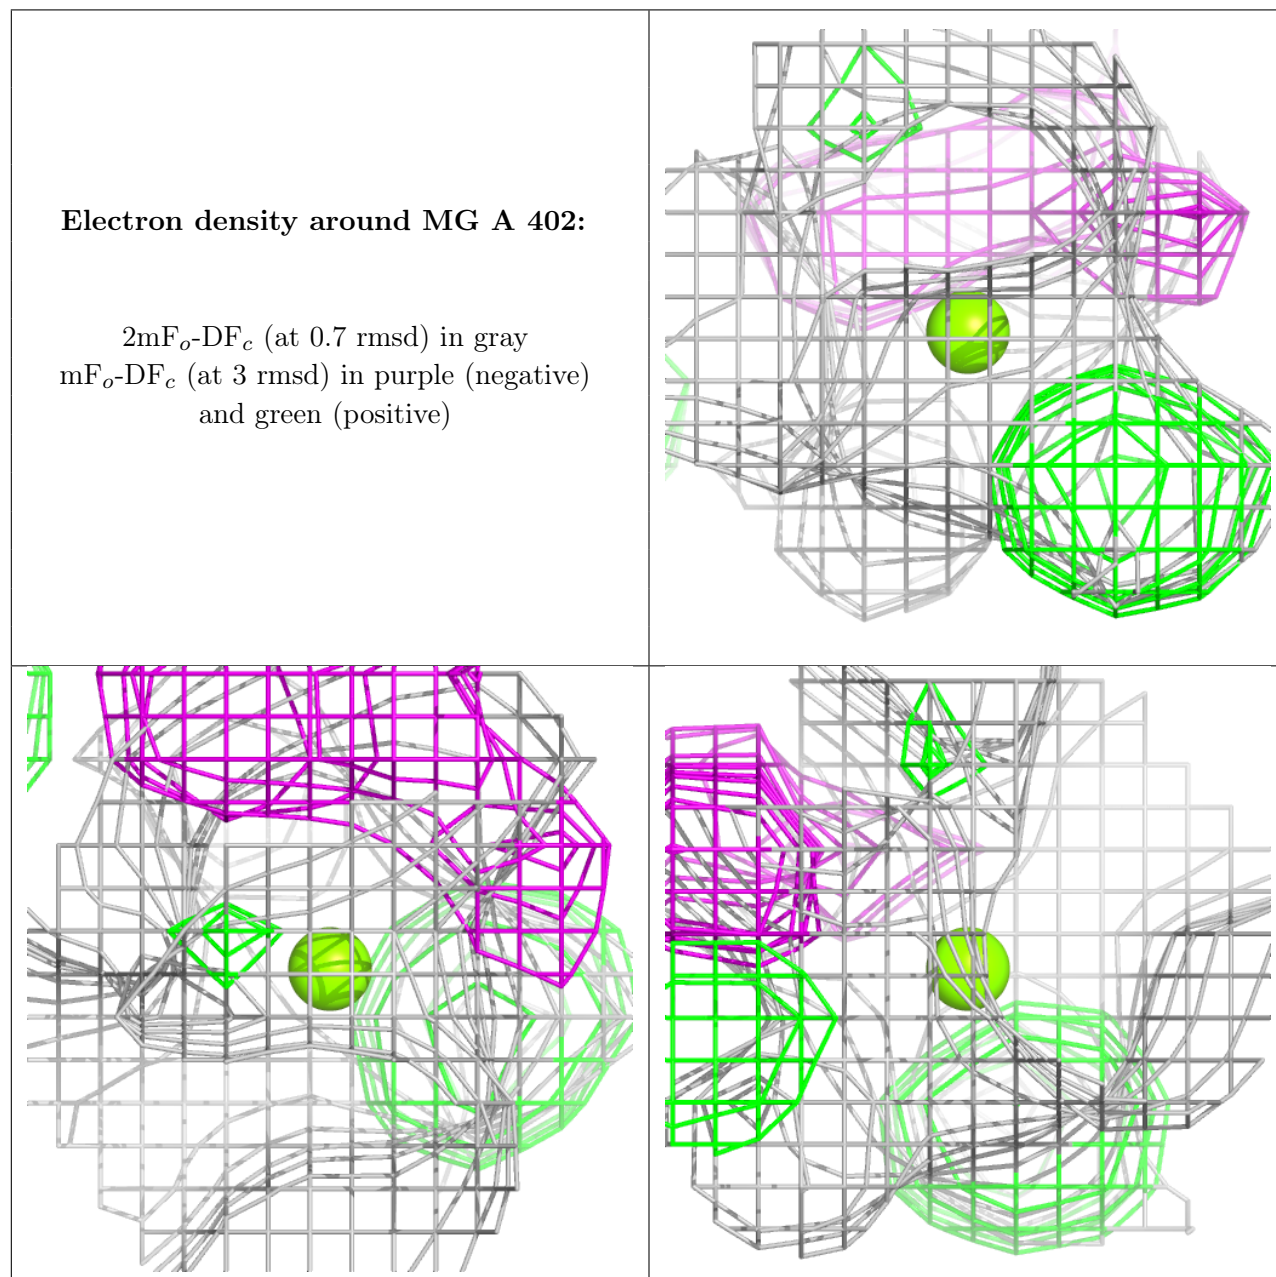 Electron density around MG A 402:
2mFo-DFc (at 0.7 rmsd) in gray
mFo-DFc (at 3 rmsd) in purple (negative)
and green (positive)